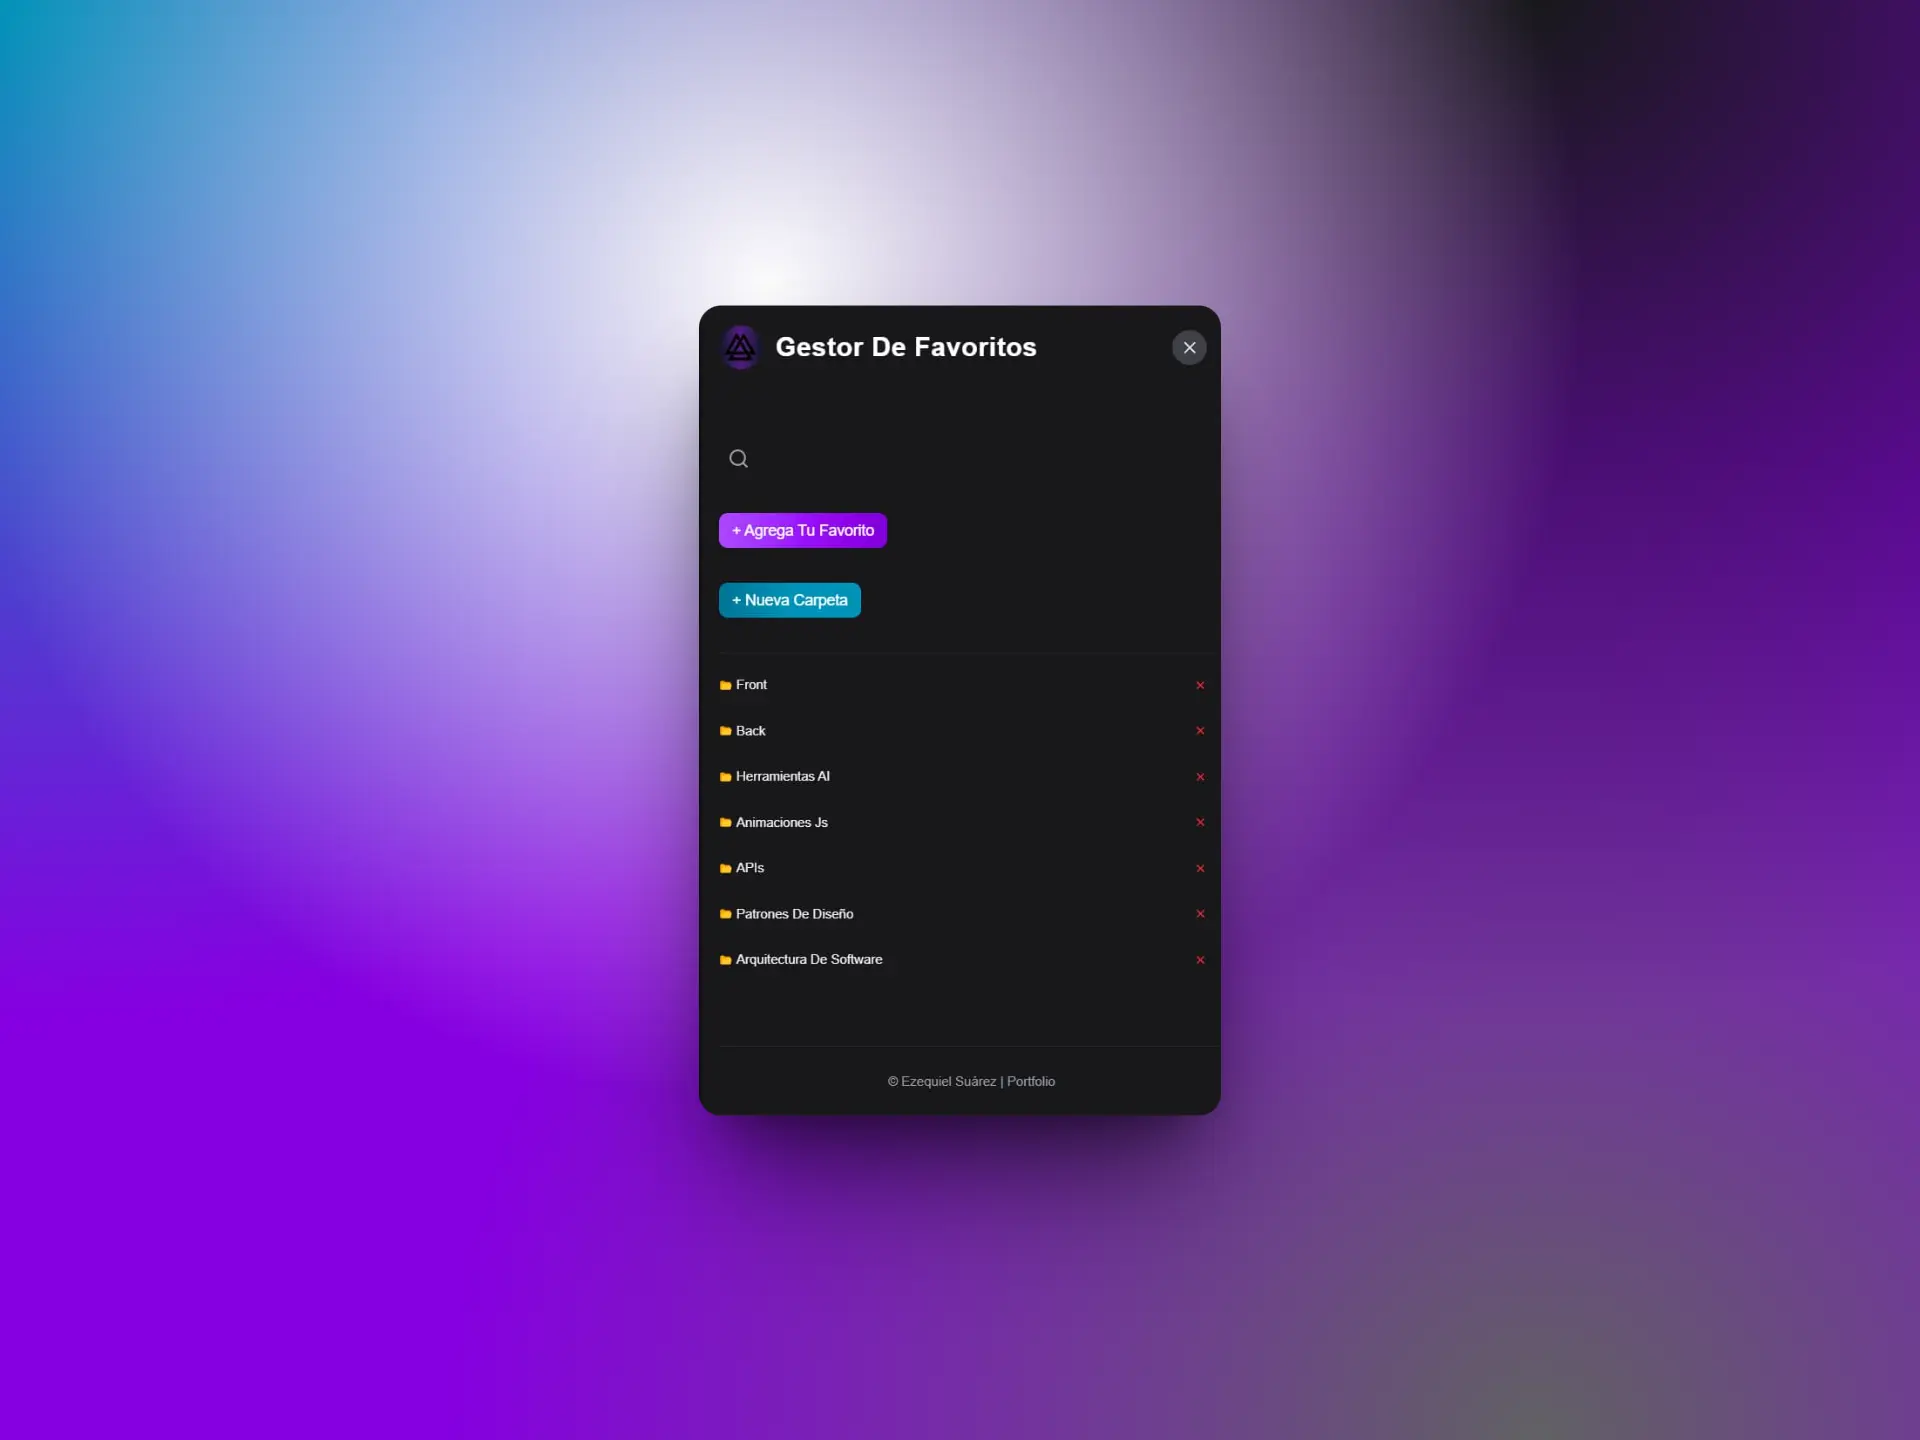 Gestor De Favoritos
+ Agrega Tu Favorito
+ Nueva Carpeta
Front
Back
Herramientas AI
Animaciones Js
APIs
Patrones De Diseño
Arquitectura De Software
© Ezequiel Suárez | Portfolio